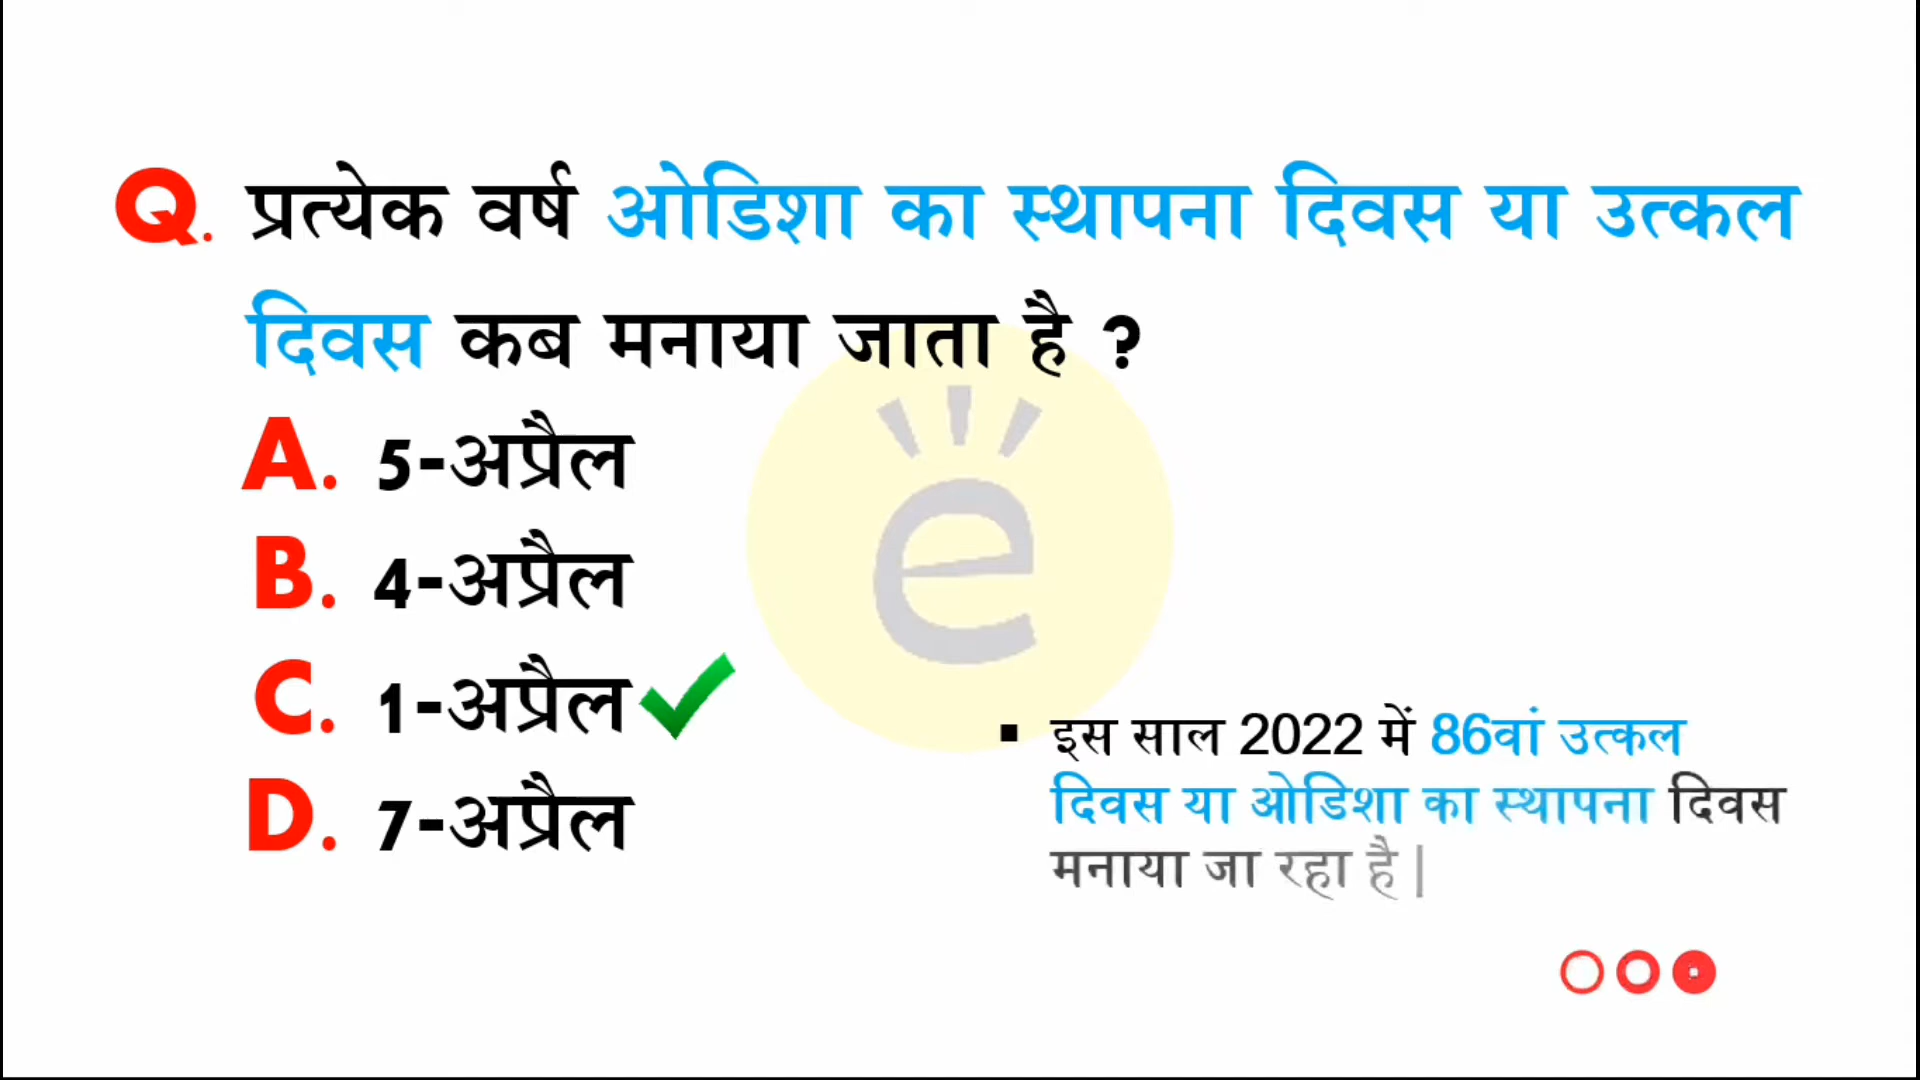 Q. प्रत्येक वर्ष ओडिशा का स्थापना दिवस या उत्कल
दिवस कब मनाया जाता है ?
A. 5-अप्रैल
B. 4-अप्रैल
C. 1-अप्रैल
D. 7-अप्रैल
▪ इस साल 2022 में 86वां उत्कल
दिवस या ओडिशा का स्थापना दिवस
मनाया जा रहा है |
e